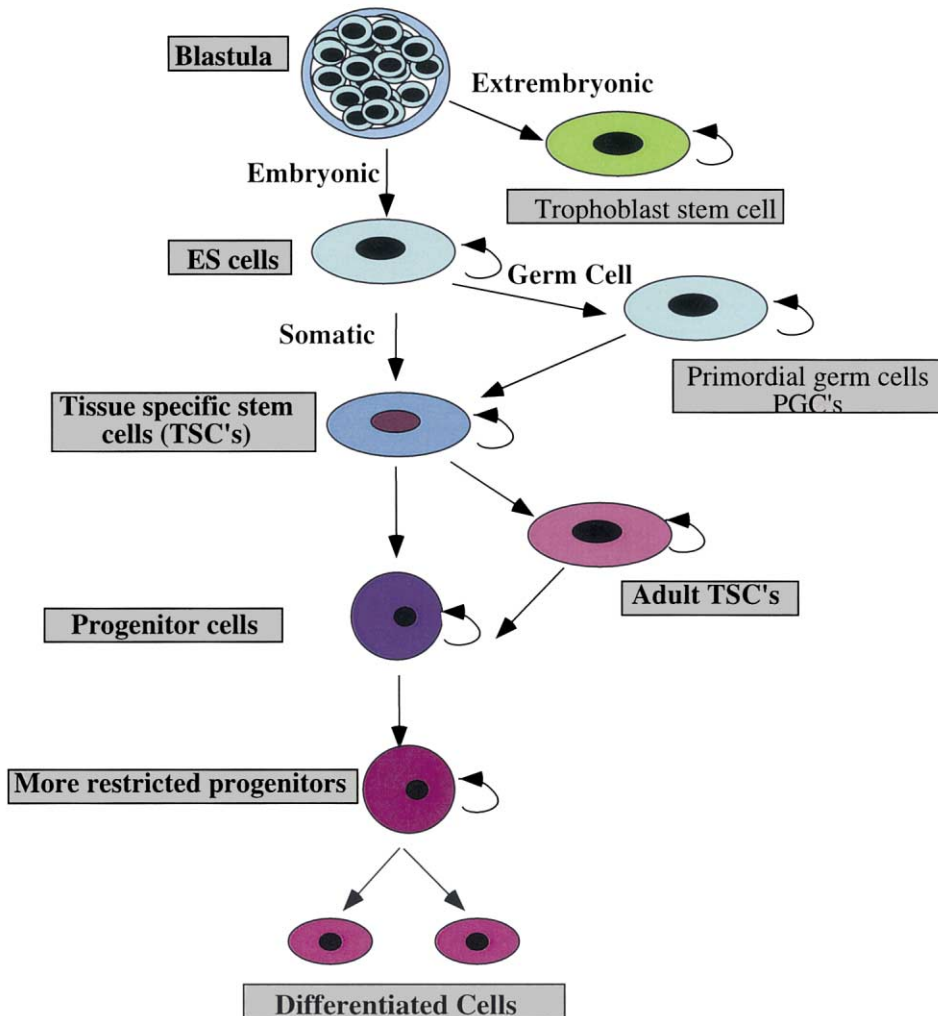 Blastula
Extrembryonic
Trophoblast stem cell
Embryonic
ES cells
Germ Cell
Primordial germ cells
PGC's
Somatic
Tissue specific stem
cells (TSC's)
Adult TSC's
Progenitor cells
More restricted progenitors
Differentiated Cells